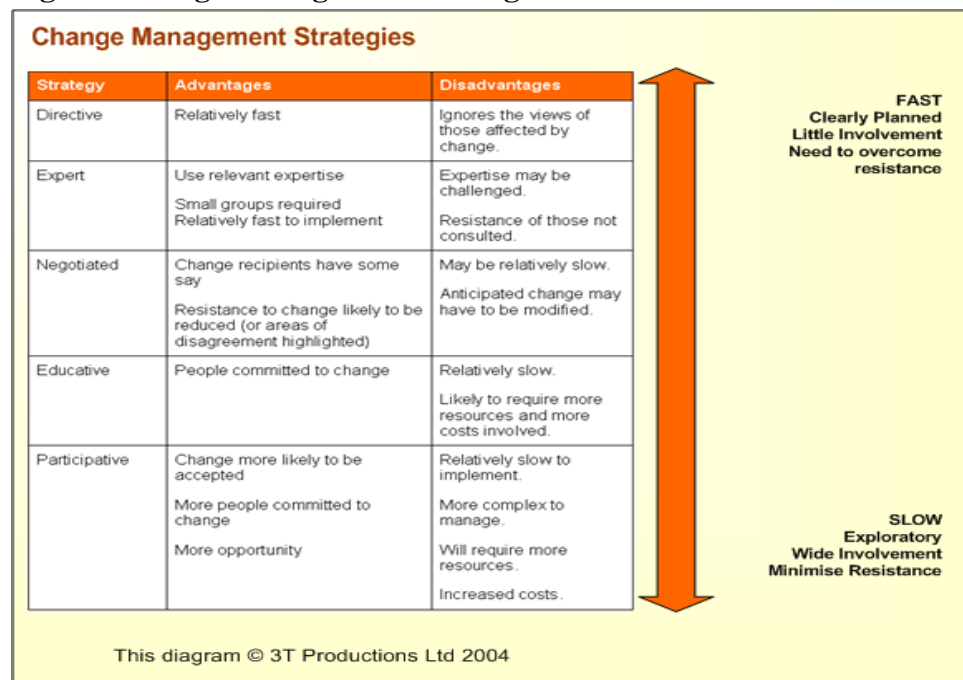 Change Management Strategies
Strategy Advantages Disadvantages
Directive Relatively fast Ignores the views of
those affected by
change.
Expert Use relevant expertise Expertise may be
challenged.
Small groups required
Relatively fast to implement Resistance of those not
consulted.
Negotiated Change recipients have some May be relatively slow.
say
Anticipated change may
Resistance to change likely to be have to be modified.
reduced (or areas of
disagreement highlighted)
Educative People committed to change Relatively slow.
Likely to require more
resources and more
costs involved.
Participative Change more likely to be Relatively slow to
accepted implement.
More people committed to More complex to
change manage.
More opportunity Will require more
resources.
Increased costs.
FAST
Clearly Planned
Little Involvement
Need to overcome
resistance
SLOW
Exploratory
Wide Involvement
Minimise Resistance
This diagram © 3T Productions Ltd 2004